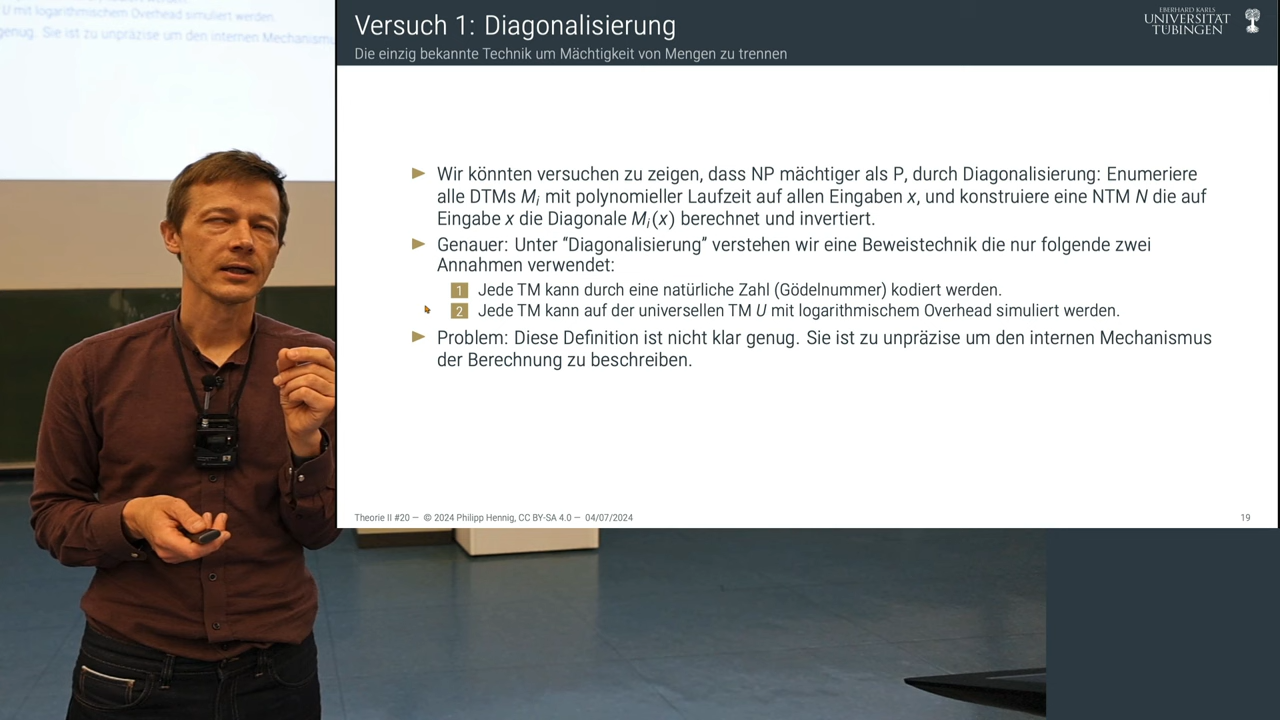 U mit logarithmischem Overhead simuliert werden.
genug. Sie ist zu unpräzise um den internen Mechanismu
Versuch 1: Diagonalisierung
Die einzig bekannte Technik um Mächtigkeit von Mengen zu trennen
EBERHARD KARLS
UNIVERSITÄT
TÜBINGEN
► Wir könnten versuchen zu zeigen, dass NP mächtiger als P, durch Diagonalisierung: Enumeriere
alle DTMs Mᵢ mit polynomieller Laufzeit auf allen Eingaben x, und konstruiere eine NTM N die auf
Eingabe x die Diagonale Mᵢ(x) berechnet und invertiert.
► Genauer: Unter “Diagonalisierung” verstehen wir eine Beweistechnik die nur folgende zwei
Annahmen verwendet:
1 Jede TM kann durch eine natürliche Zahl (Gödelnummer) kodiert werden.
2 Jede TM kann auf der universellen TM U mit logarithmischem Overhead simuliert werden.
► Problem: Diese Definition ist nicht klar genug. Sie ist zu unpräzise um den internen Mechanismus
der Berechnung zu beschreiben.
Theorie II #20 — © 2024 Philipp Hennig, CC BY-SA 4.0 — 04/07/2024
19